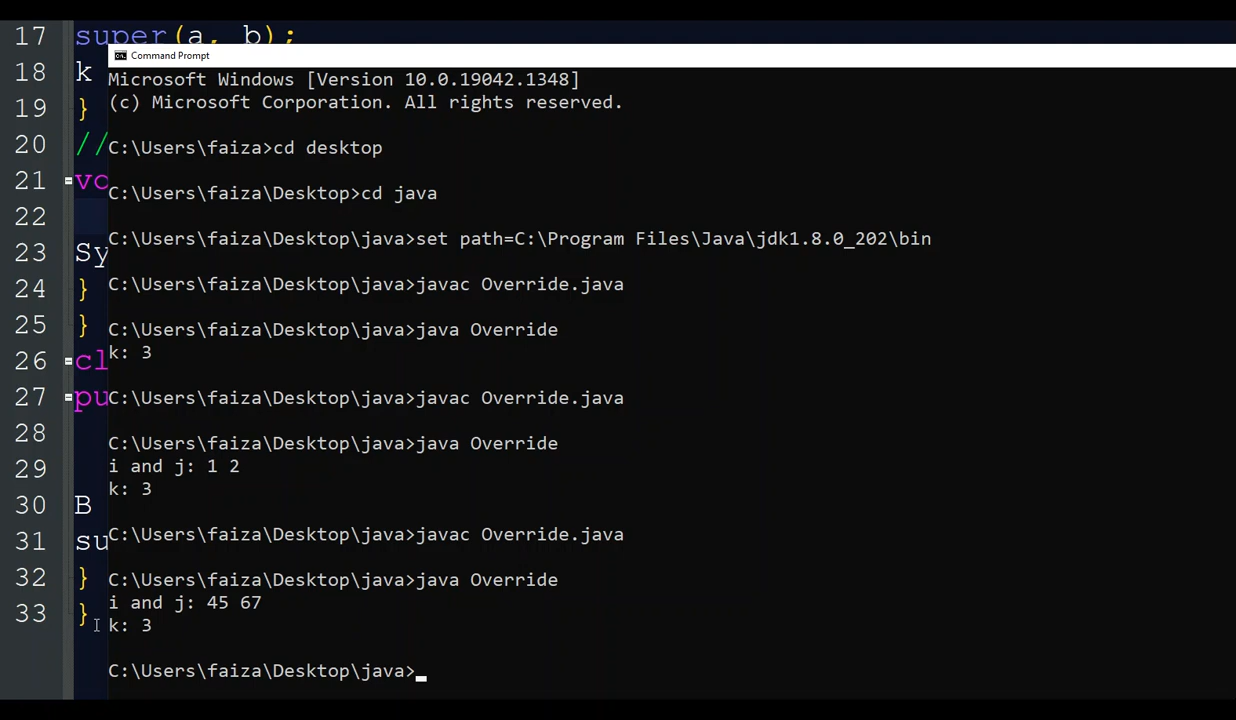 17 super(a, b);
Command Prompt
18 k
Microsoft Windows [Version 10.0.19042.1348]
19 }
(c) Microsoft Corporation. All rights reserved.
20 //
C:\Users\faiza>cd desktop
21 vo
C:\Users\faiza\Desktop>cd java
22
C:\Users\faiza\Desktop\java>set path=C:\Program Files\Java\jdk1.8.0_202\bin
23 Sy
24 }
C:\Users\faiza\Desktop\java>javac Override.java
25 }
C:\Users\faiza\Desktop\java>java Override
26 cl
k: 3
27 pu
C:\Users\faiza\Desktop\java>javac Override.java
28
C:\Users\faiza\Desktop\java>java Override
29
i and j: 1 2
k: 3
30 B
31 su
C:\Users\faiza\Desktop\java>javac Override.java
32 }
C:\Users\faiza\Desktop\java>java Override
i and j: 45 67
33 }
k: 3
C:\Users\faiza\Desktop\java>